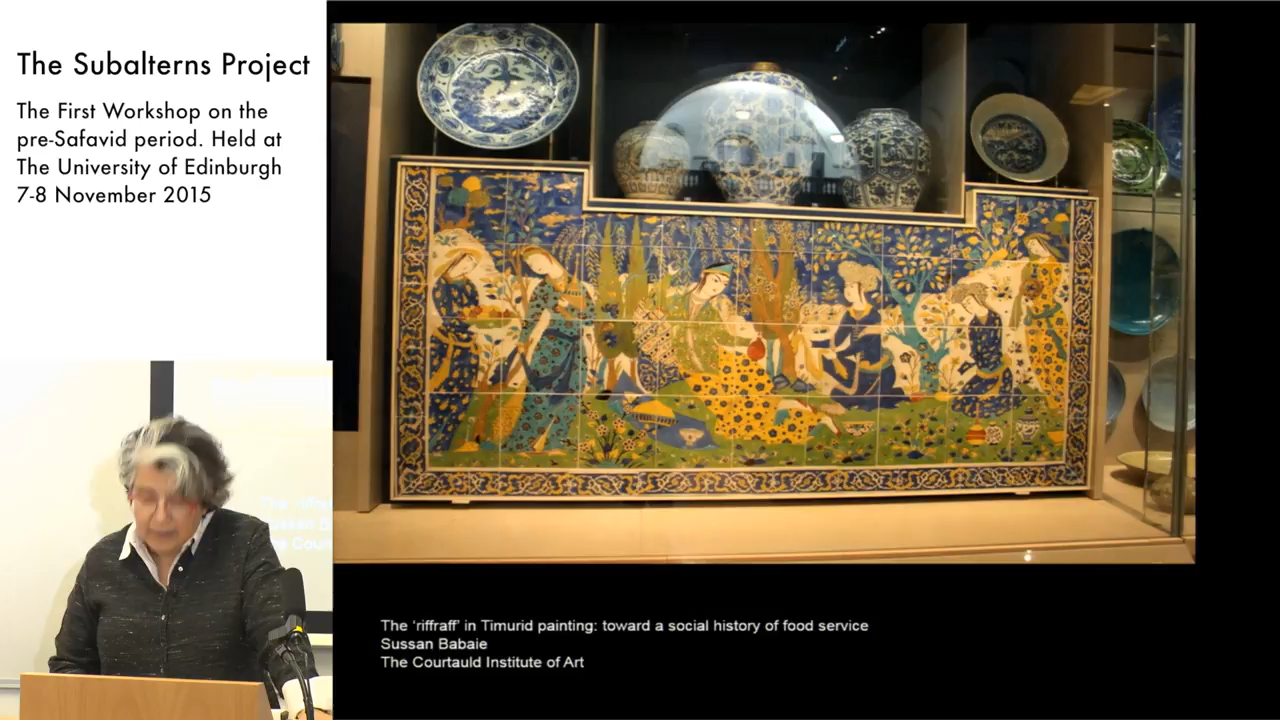 The Subalterns Project
The First Workshop on the
pre-Safavid period. Held at
The University of Edinburgh
7-8 November 2015
The 'riffraff' in Timurid painting: toward a social history of food service
Sussan Babaie
The Courtauld Institute of Art